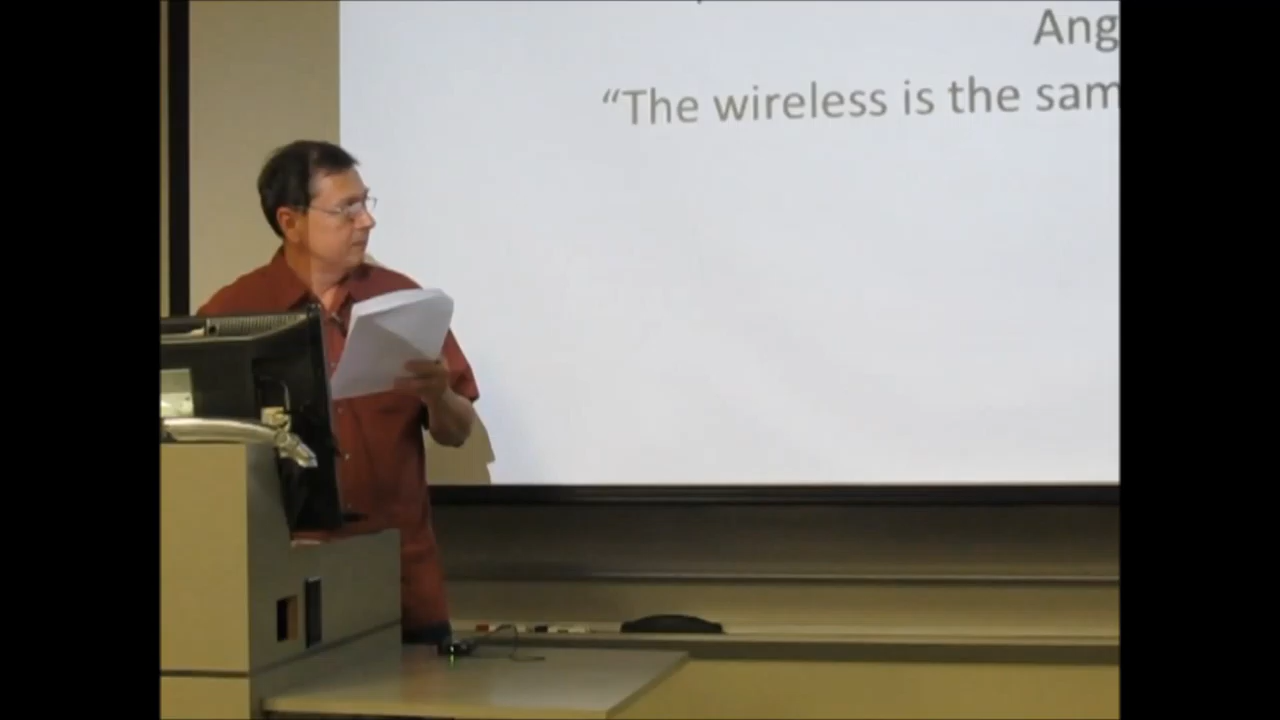 Ang
“The wireless is the sam